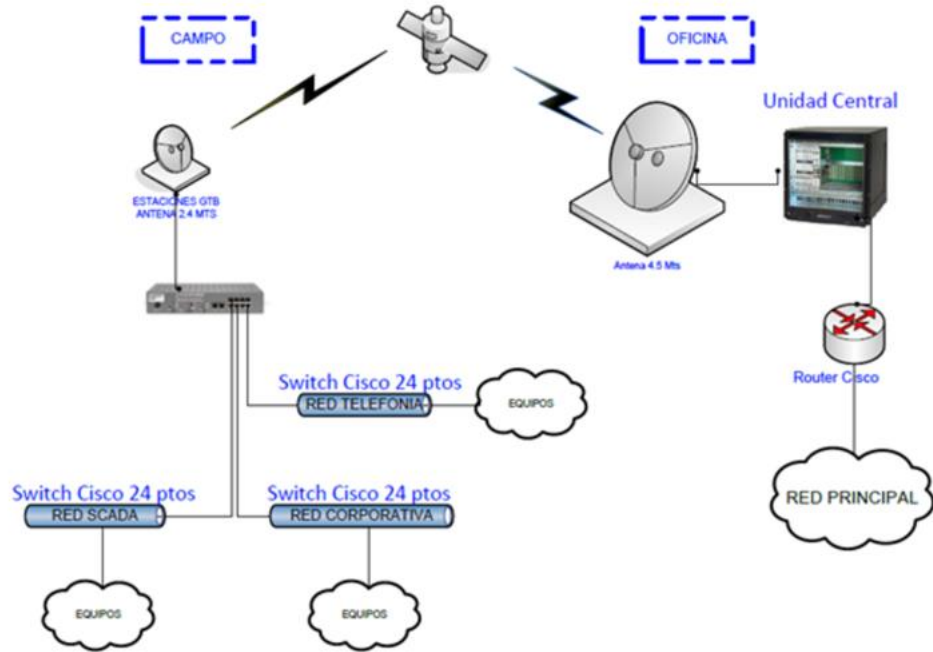 CAMPO
OFICINA
Unidad Central
ESTACIONES GTB
ANTENA 2.4 MTS
Antena 4.5 Mts
Router Cisco
Switch Cisco 24 ptos
RED TELEFONIA
EQUIPOS
RED PRINCIPAL
Switch Cisco 24 ptos
RED SCADA
Switch Cisco 24 ptos
RED CORPORATIVA
EQUIPOS
EQUIPOS